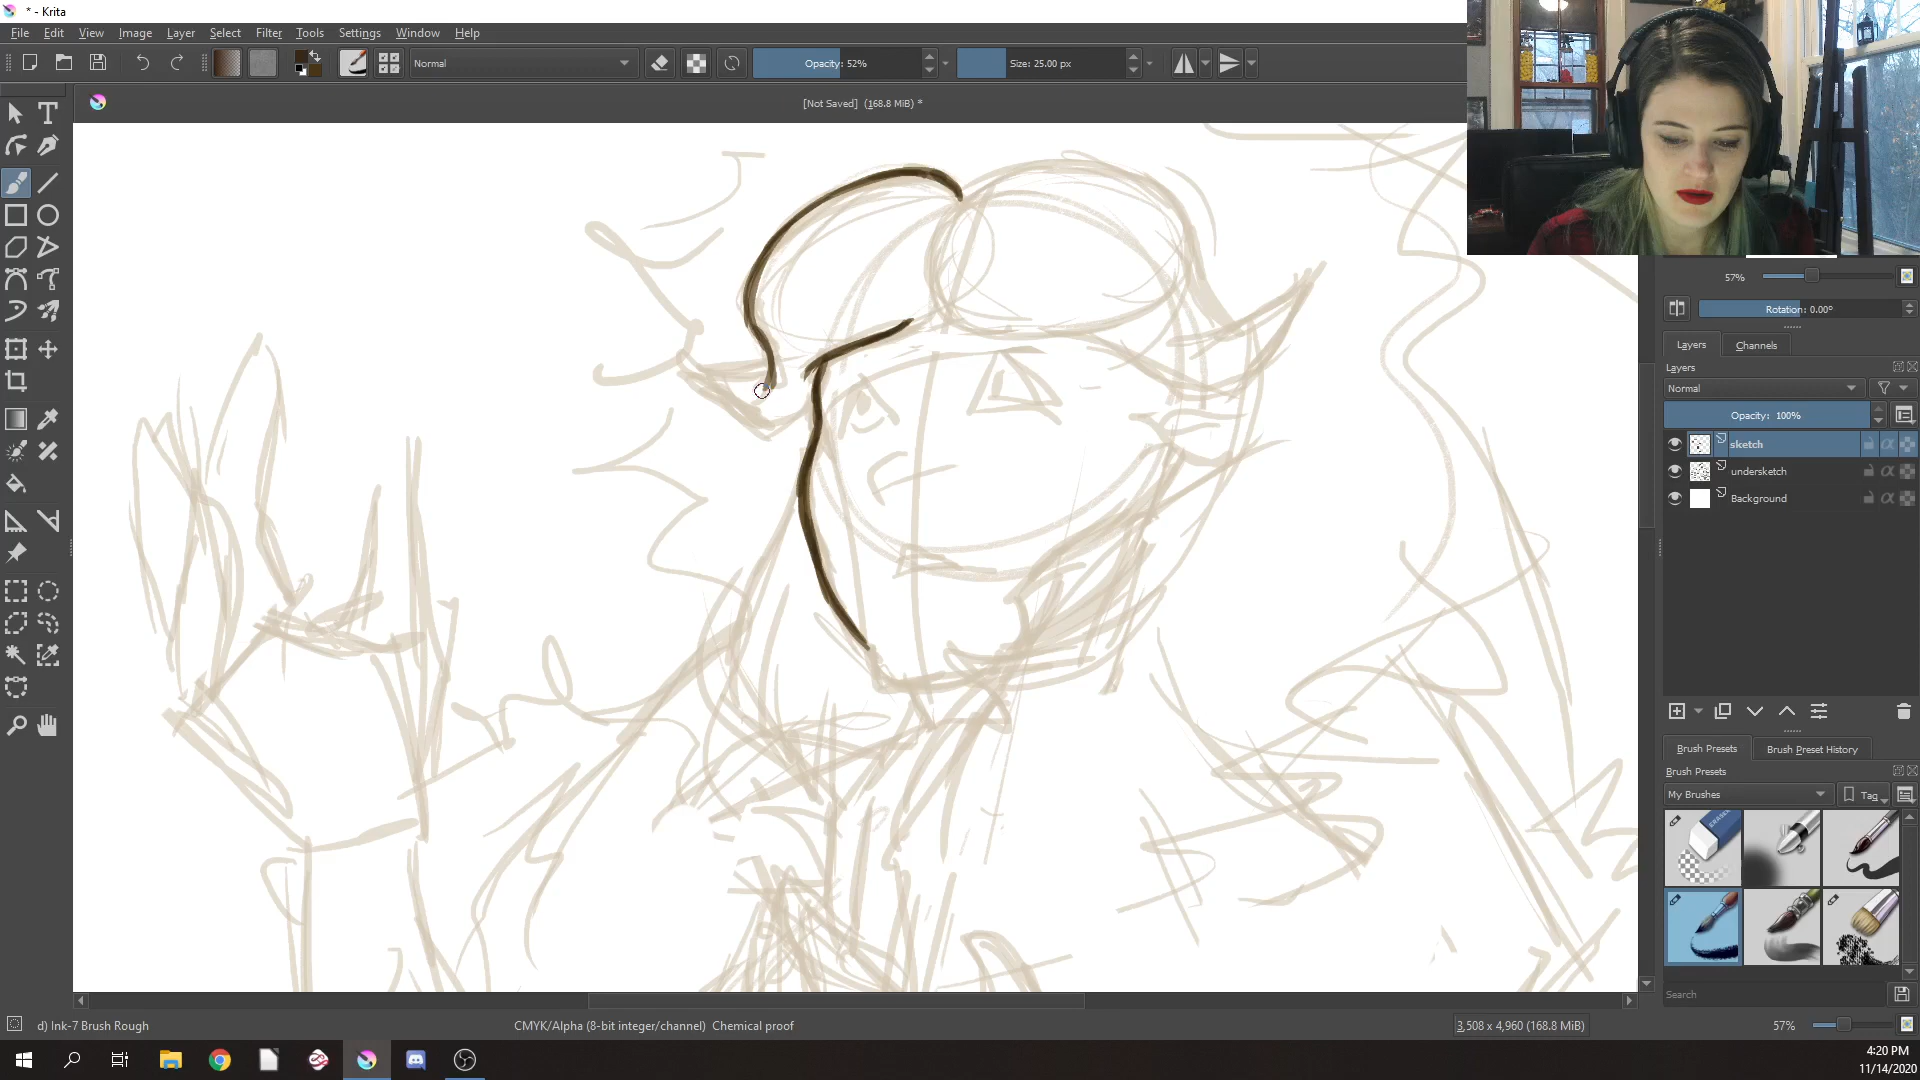 * - Krita
File Edit View Image Layer Select Filter Tools Settings Window Help
Normal
Opacity: 52%
Size: 25.00 px
[Not Saved] (168.8 MiB) *
57%
Rotation: 0.00°
Layers Channels
Layers
Normal
Opacity: 100%
sketch
undersketch
Background
Brush Presets Brush Preset History
Brush Presets
My Brushes
Tag
Search
d) Ink-7 Brush Rough
CMYK/Alpha (8-bit integer/channel) Chemical proof
3,508 x 4,960 (168.8 MiB)
57%
4:20 PM
11/14/2020